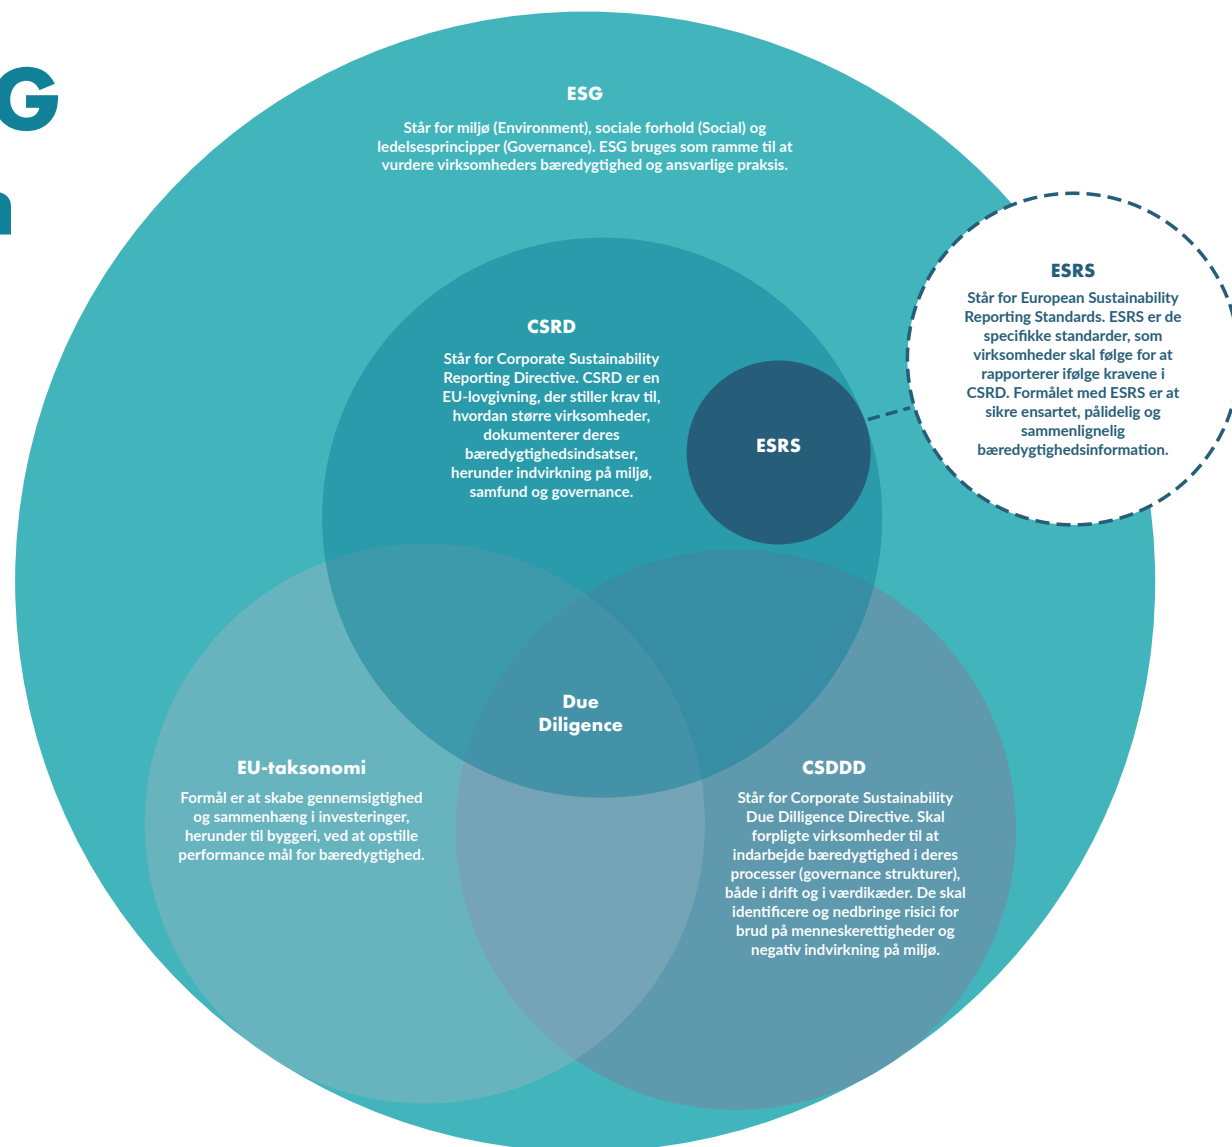 G
ESG
Står for miljø (Environment), sociale forhold (Social) og
ledelsesprincipper (Governance). ESG bruges som ramme til at
vurdere virksomheders bæredygtighed og ansvarlige praksis.
ESRS
Står for European Sustainability
Reporting Standards. ESRS er de
specifikke standarder, som
virksomheder skal følge for at
rapporterer ifølge kravene i
CSRD. Formålet med ESRS er at
sikre ensartet, pålidelig og
sammenlignelig
bæredygtighedsinformation.
CSRD
Står for Corporate Sustainability
Reporting Directive. CSRD er en
EU-lovgivning, der stiller krav til,
hvordan større virksomheder,
dokumenterer deres
bæredygtighedsindsatser,
herunder indvirkning på miljø,
samfund og governance.
ESRS
Due
Diligence
EU-taksonomi
Formål er at skabe gennemsigtighed
og sammenhæng i investeringer,
herunder til byggeri, ved at opstille
performance mål for bæredygtighed.
CSDDD
Står for Corporate Sustainability
Due Dilligence Directive. Skal
forpligte virksomheder til at
indarbejde bæredygtighed i deres
processer (governance strukturer),
både i drift og i værdikæder. De skal
identificere og nedbringe risici for
brud på menneskerettigheder og
negativ indvirkning på miljø.